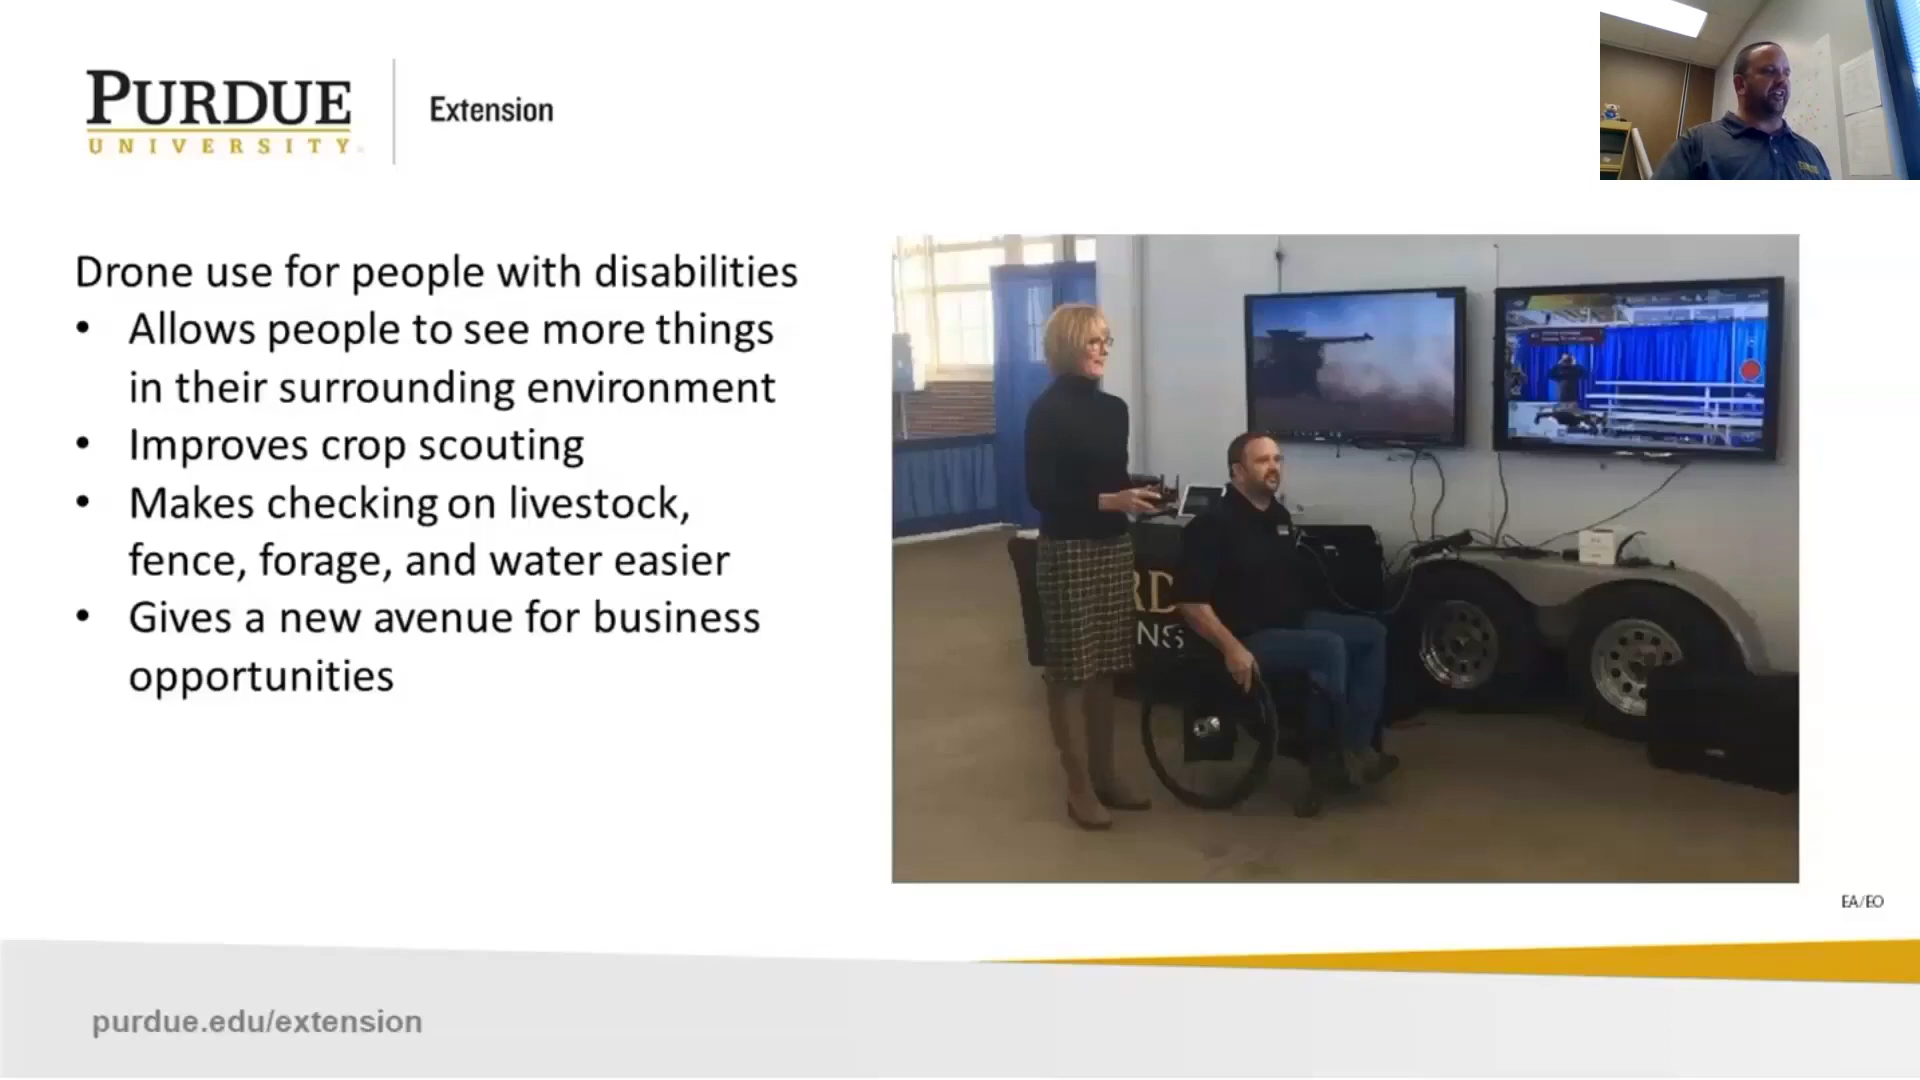 PURDUE
UNIVERSITY
Extension
Drone use for people with disabilities
• Allows people to see more things
in their surrounding environment
• Improves crop scouting
• Makes checking on livestock,
fence, forage, and water easier
• Gives a new avenue for business
opportunities
RD
NS
EA/EO
purdue.edu/extension